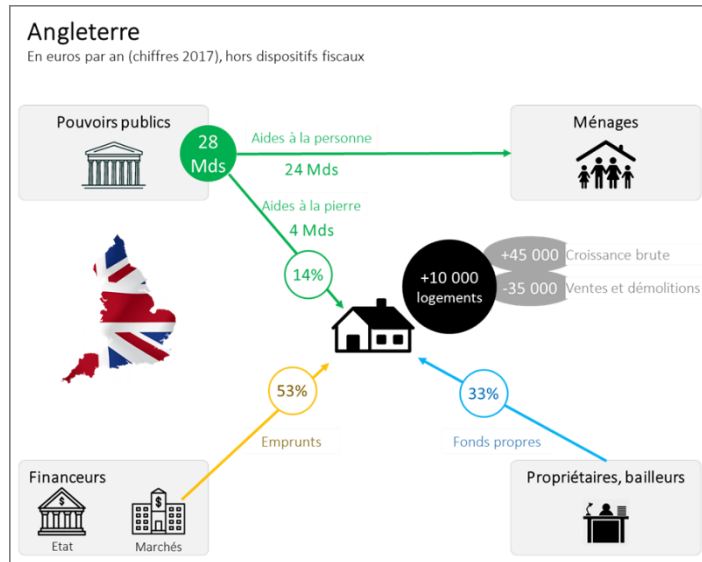 Angleterre
En euros par an (chiffres 2017), hors dispositifs fiscaux
Pouvoirs publics
28
Mds
Aides à la personne
24 Mds
Ménages
Aides à la pierre
4 Mds
14%
+10 000
logements
+45 000 Croissance brute
-35 000 Ventes et démolitions
53%
Emprunts
33%
Fonds propres
Financeurs
$
$
Etat
Marchés
Propriétaires, bailleurs